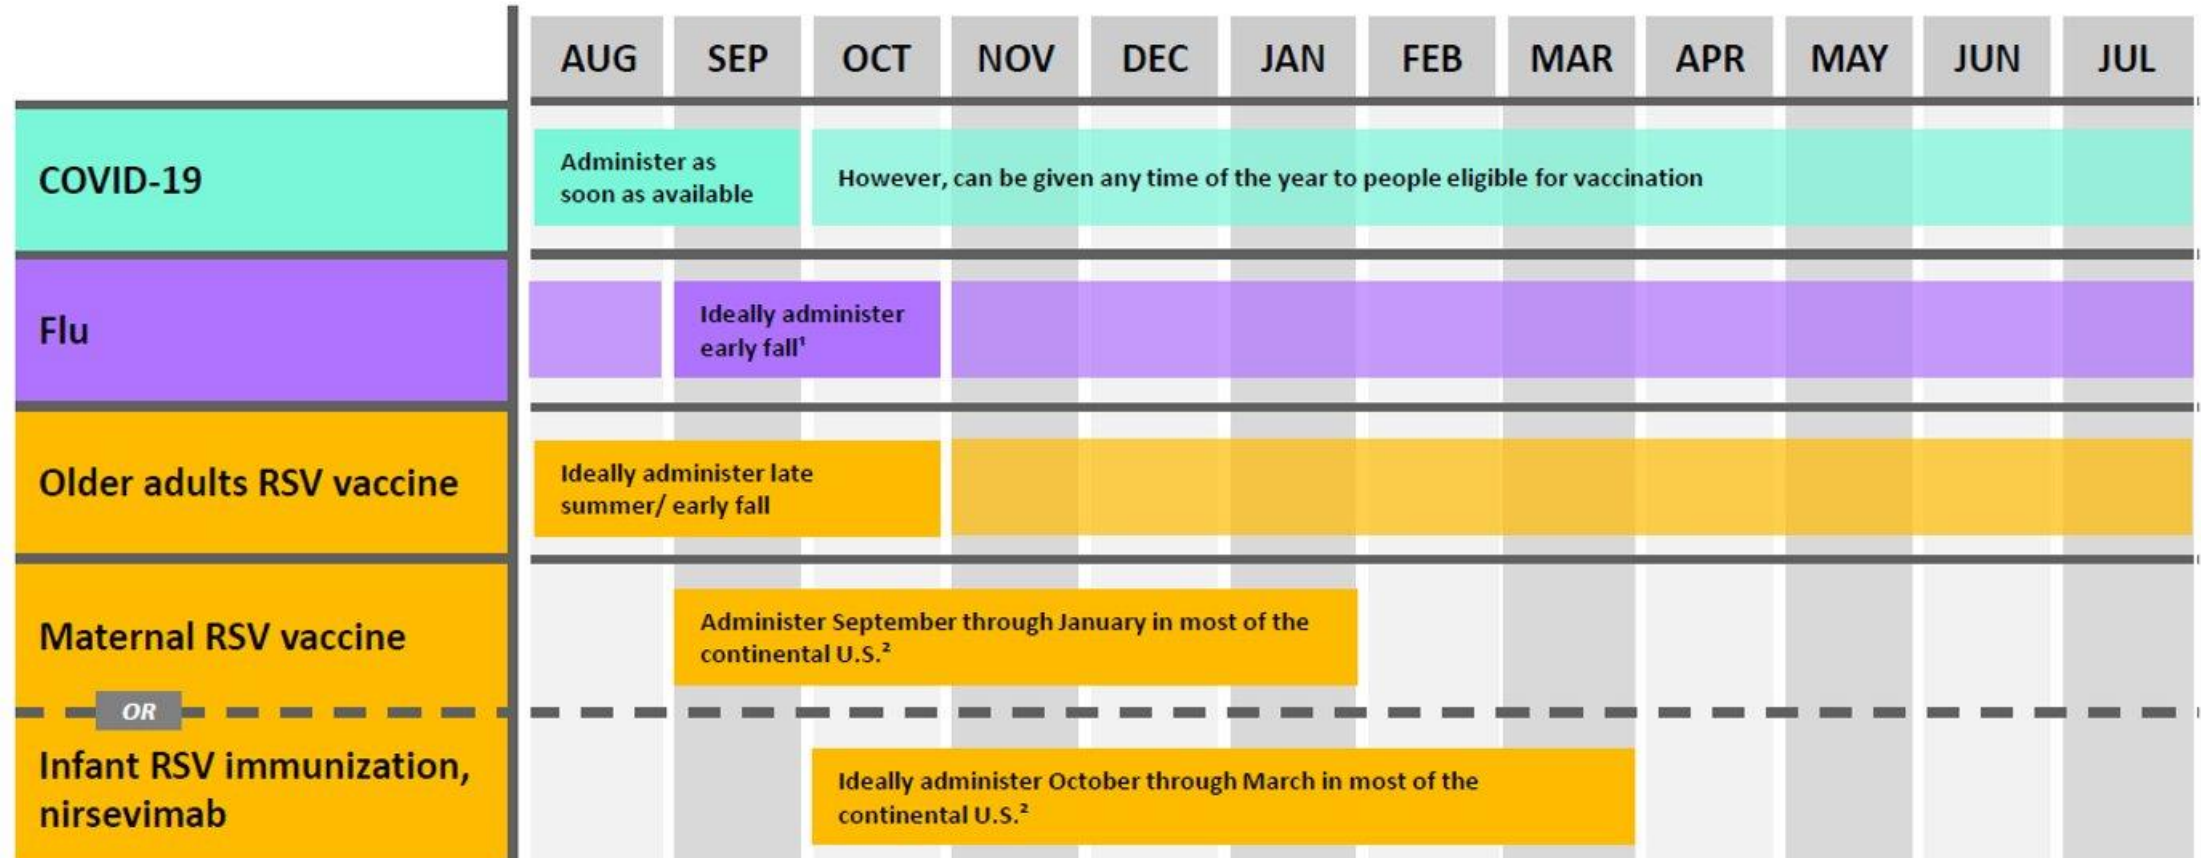 AUG SEP OCT NOV DEC JAN FEB MAR APR MAY JUN JUL
COVID-19
Administer as
soon as available
However, can be given any time of the year to people eligible for vaccination
Flu
Ideally administer
early fall¹
Older adults RSV vaccine
Ideally administer late
summer/ early fall
Maternal RSV vaccine
Administer September through January in most of the
continental U.S.²
OR
Infant RSV immunization,
nirsevimab
Ideally administer October through March in most of the
continental U.S.²